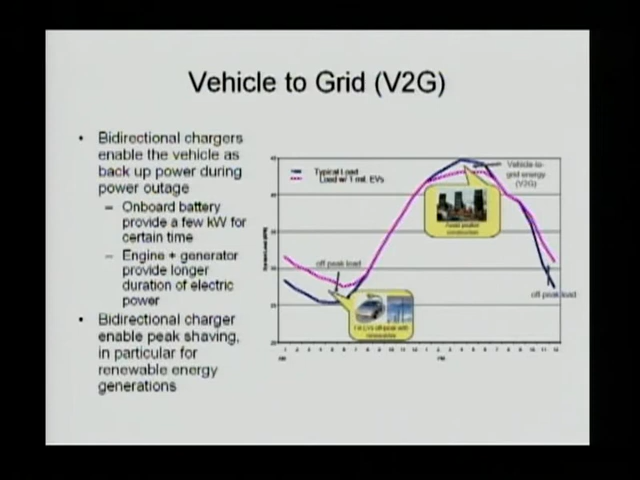 Vehicle to Grid (V2G)
• Bidirectional chargers
enable the vehicle as
back up power during
power outage
– Onboard battery
provide a few kW for
certain time
– Engine + generator
provide longer
duration of electric
power
• Bidirectional charger
enable peak shaving,
in particular for
renewable energy
generations
Typical Load
Load w/ 1 mil. EVs
Vehicle-to-
grid energy
(V2G)
off peak load
off peak load